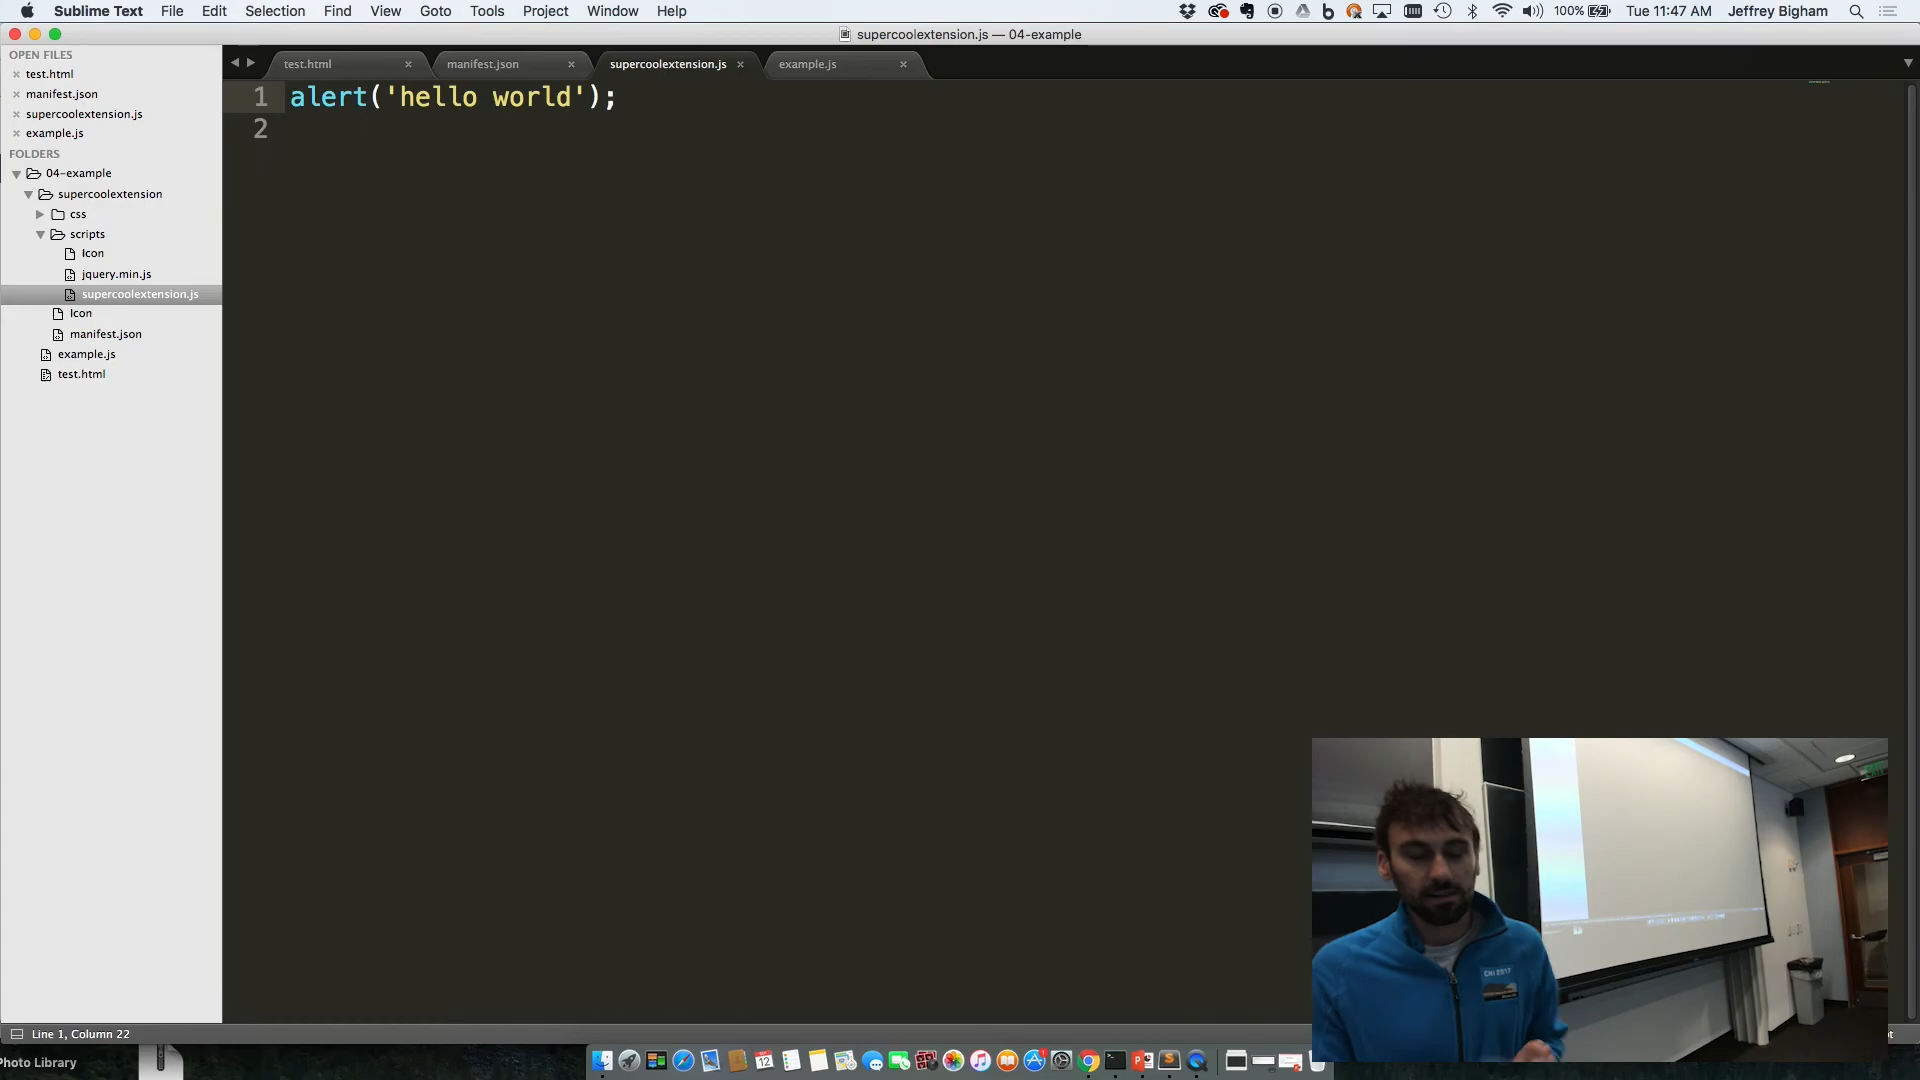 Sublime Text File Edit Selection Find View Goto Tools Project Window Help 100% Tue 11:47 AM Jeffrey Bigham
supercoolextension.js — 04-example
OPEN FILES
test.html
manifest.json
supercoolextension.js
example.js
FOLDERS
04-example
supercoolextension
css
scripts
Icon
jquery.min.js
supercoolextension.js
Icon
manifest.json
example.js
test.html
test.html manifest.json supercoolextension.js example.js
1 alert('hello world');
2
CHI 2017
Line 1, Column 22
Photo Library